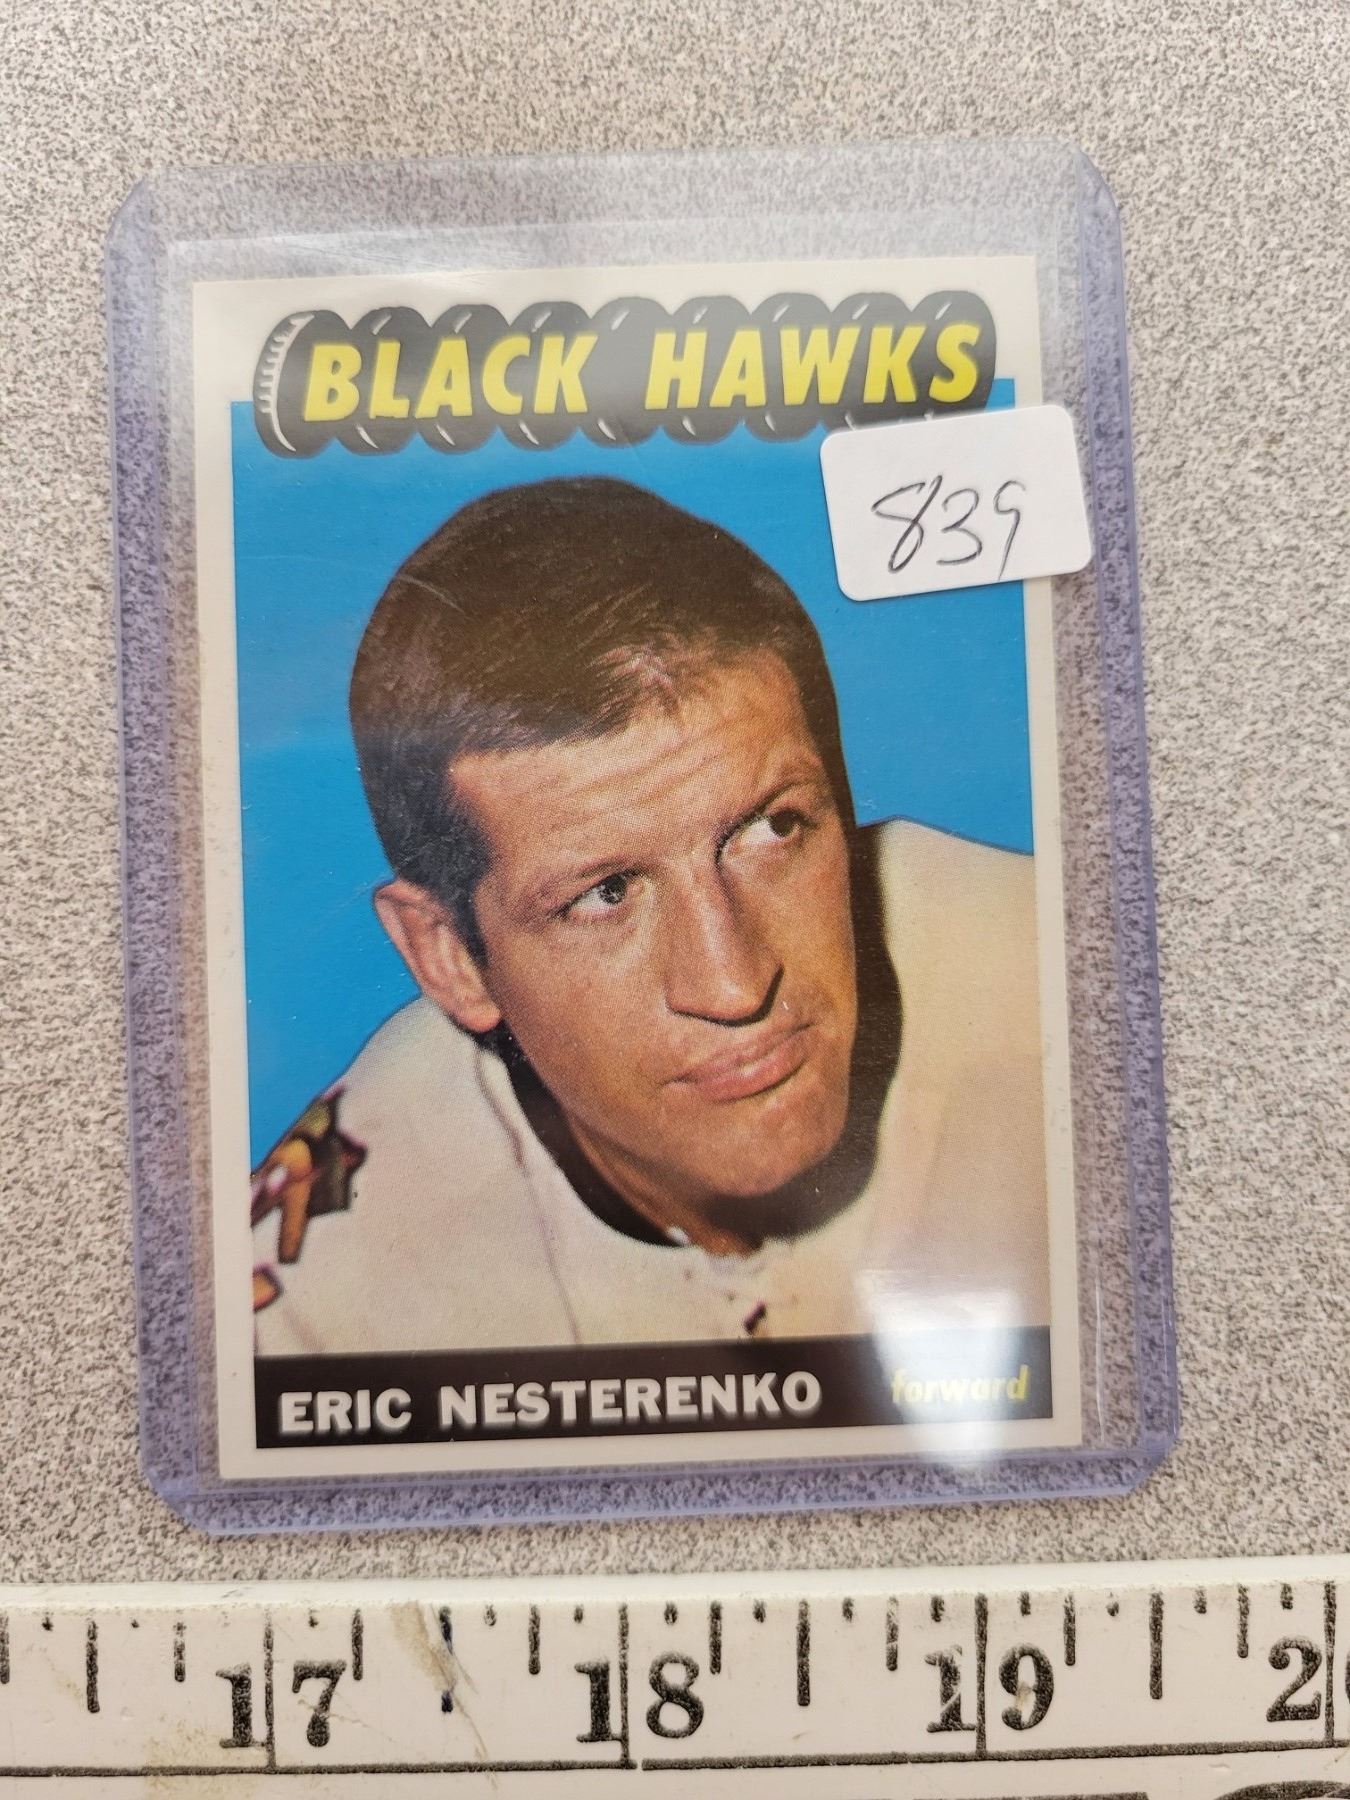 BLACK HAWKS
839
ERIC NESTERENKO forward
17 18 19